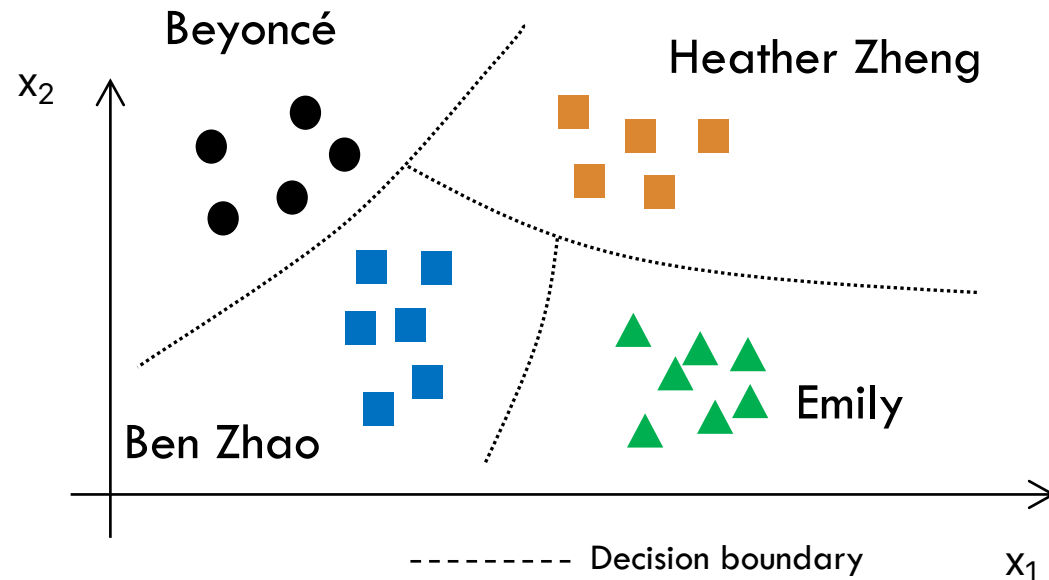 Beyoncé
Heather Zheng
x₂
Emily
Ben Zhao
Decision boundary
x₁